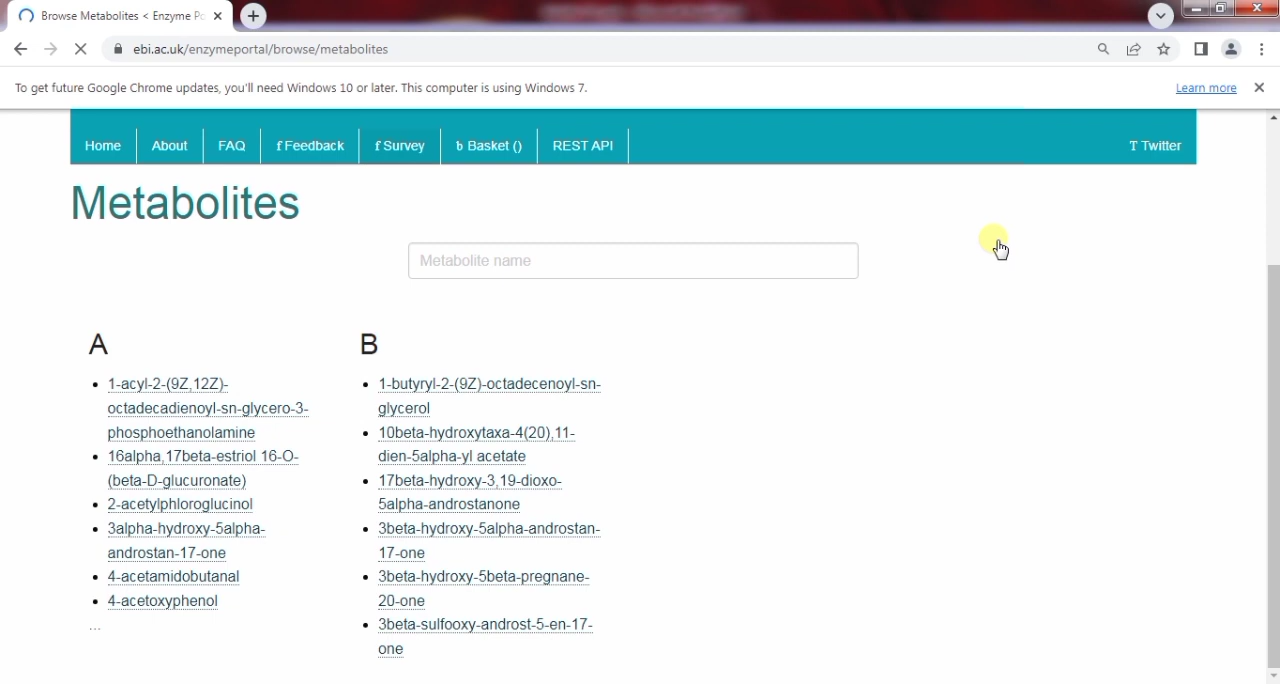 Browse Metabolites < Enzyme Po
ebi.ac.uk/enzymeportal/browse/metabolites
To get future Google Chrome updates, you'll need Windows 10 or later. This computer is using Windows 7.
Learn more
Home
About
FAQ
f Feedback
f Survey
b Basket ()
REST API
T Twitter
Metabolites
Metabolite name
A
1-acyl-2-(9Z,12Z)-
octadecadienoyl-sn-glycero-3-
phosphoethanolamine
16alpha,17beta-estriol 16-O-
(beta-D-glucuronate)
2-acetylphloroglucinol
3alpha-hydroxy-5alpha-
androstan-17-one
4-acetamidobutanal
4-acetoxyphenol
...
B
1-butyryl-2-(9Z)-octadecenoyl-sn-
glycerol
10beta-hydroxytaxa-4(20),11-
dien-5alpha-yl acetate
17beta-hydroxy-3,19-dioxo-
5alpha-androstanone
3beta-hydroxy-5alpha-androstan-
17-one
3beta-hydroxy-5beta-pregnane-
20-one
3beta-sulfooxy-androst-5-en-17-
one